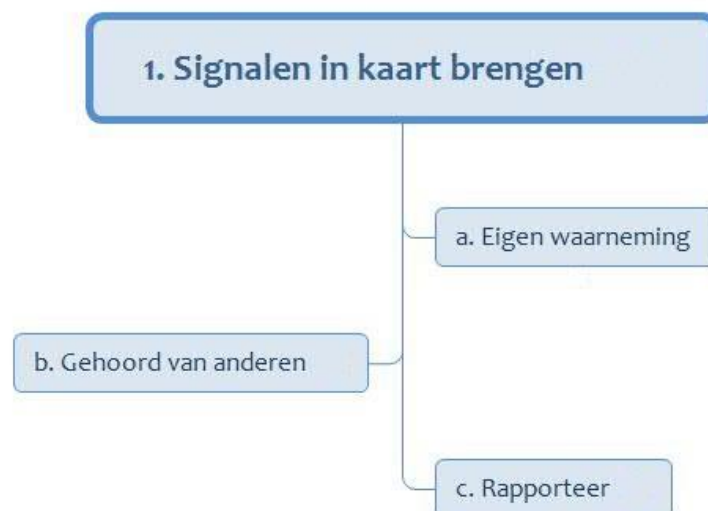 1. Signalen in kaart brengen
a. Eigen waarneming
b. Gehoord van anderen
c. Rapporteer